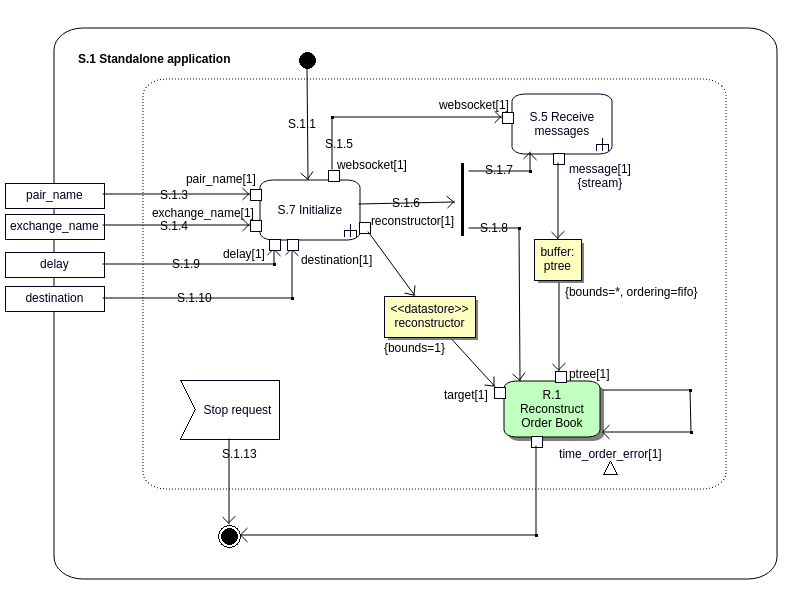 S.1 Standalone application
websocket[1]
S.1.1
S.5 Receive
messages
S.1.5
websocket[1]
S.1.7
message[1]
{stream}
pair_name
S.1.3
pair_name[1]
S.7 Initialize
S.1.6
exchange_name
S.1.4
exchange_name[1]
reconstructor[1]
S.1.8
delay
S.1.9
delay[1]
destination[1]
buffer:
ptree
destination
S.1.10
{bounds=*, ordering=fifo}
<<datastore>>
reconstructor
{bounds=1}
ptree[1]
target[1]
R.1
Reconstruct
Order Book
Stop request
S.1.13
time_order_error[1]